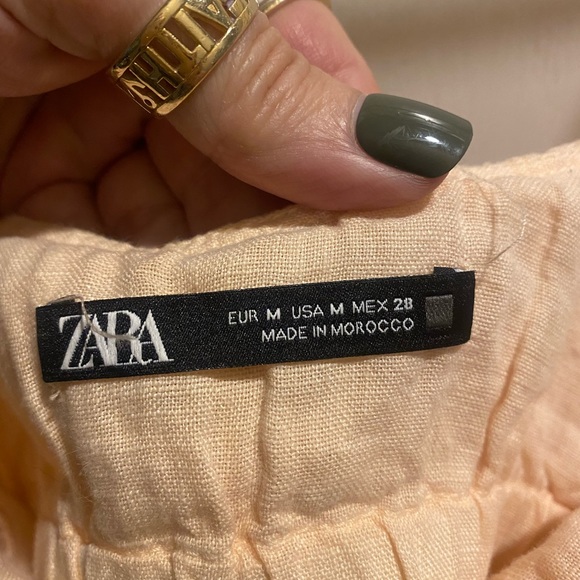 ZARA
EUR M USA M MEX 28
MADE IN MOROCCO